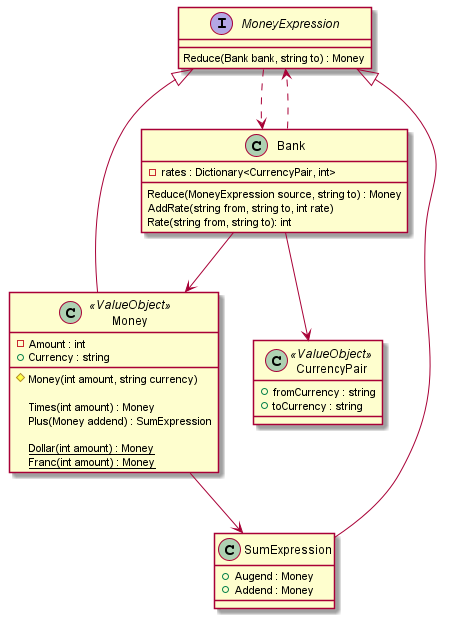 I MoneyExpression
Reduce(Bank bank, string to) : Money
C Bank
rates : Dictionary<CurrencyPair, int>
Reduce(MoneyExpression source, string to) : Money
AddRate(string from, string to, int rate)
Rate(string from, string to): int
C «ValueObject»
Money
Amount : int
Currency : string
Money(int amount, string currency)
Times(int amount) : Money
Plus(Money addend) : SumExpression
Dollar(int amount) : Money
Franc(int amount) : Money
C «ValueObject»
CurrencyPair
fromCurrency : string
toCurrency : string
C SumExpression
Augend : Money
Addend : Money